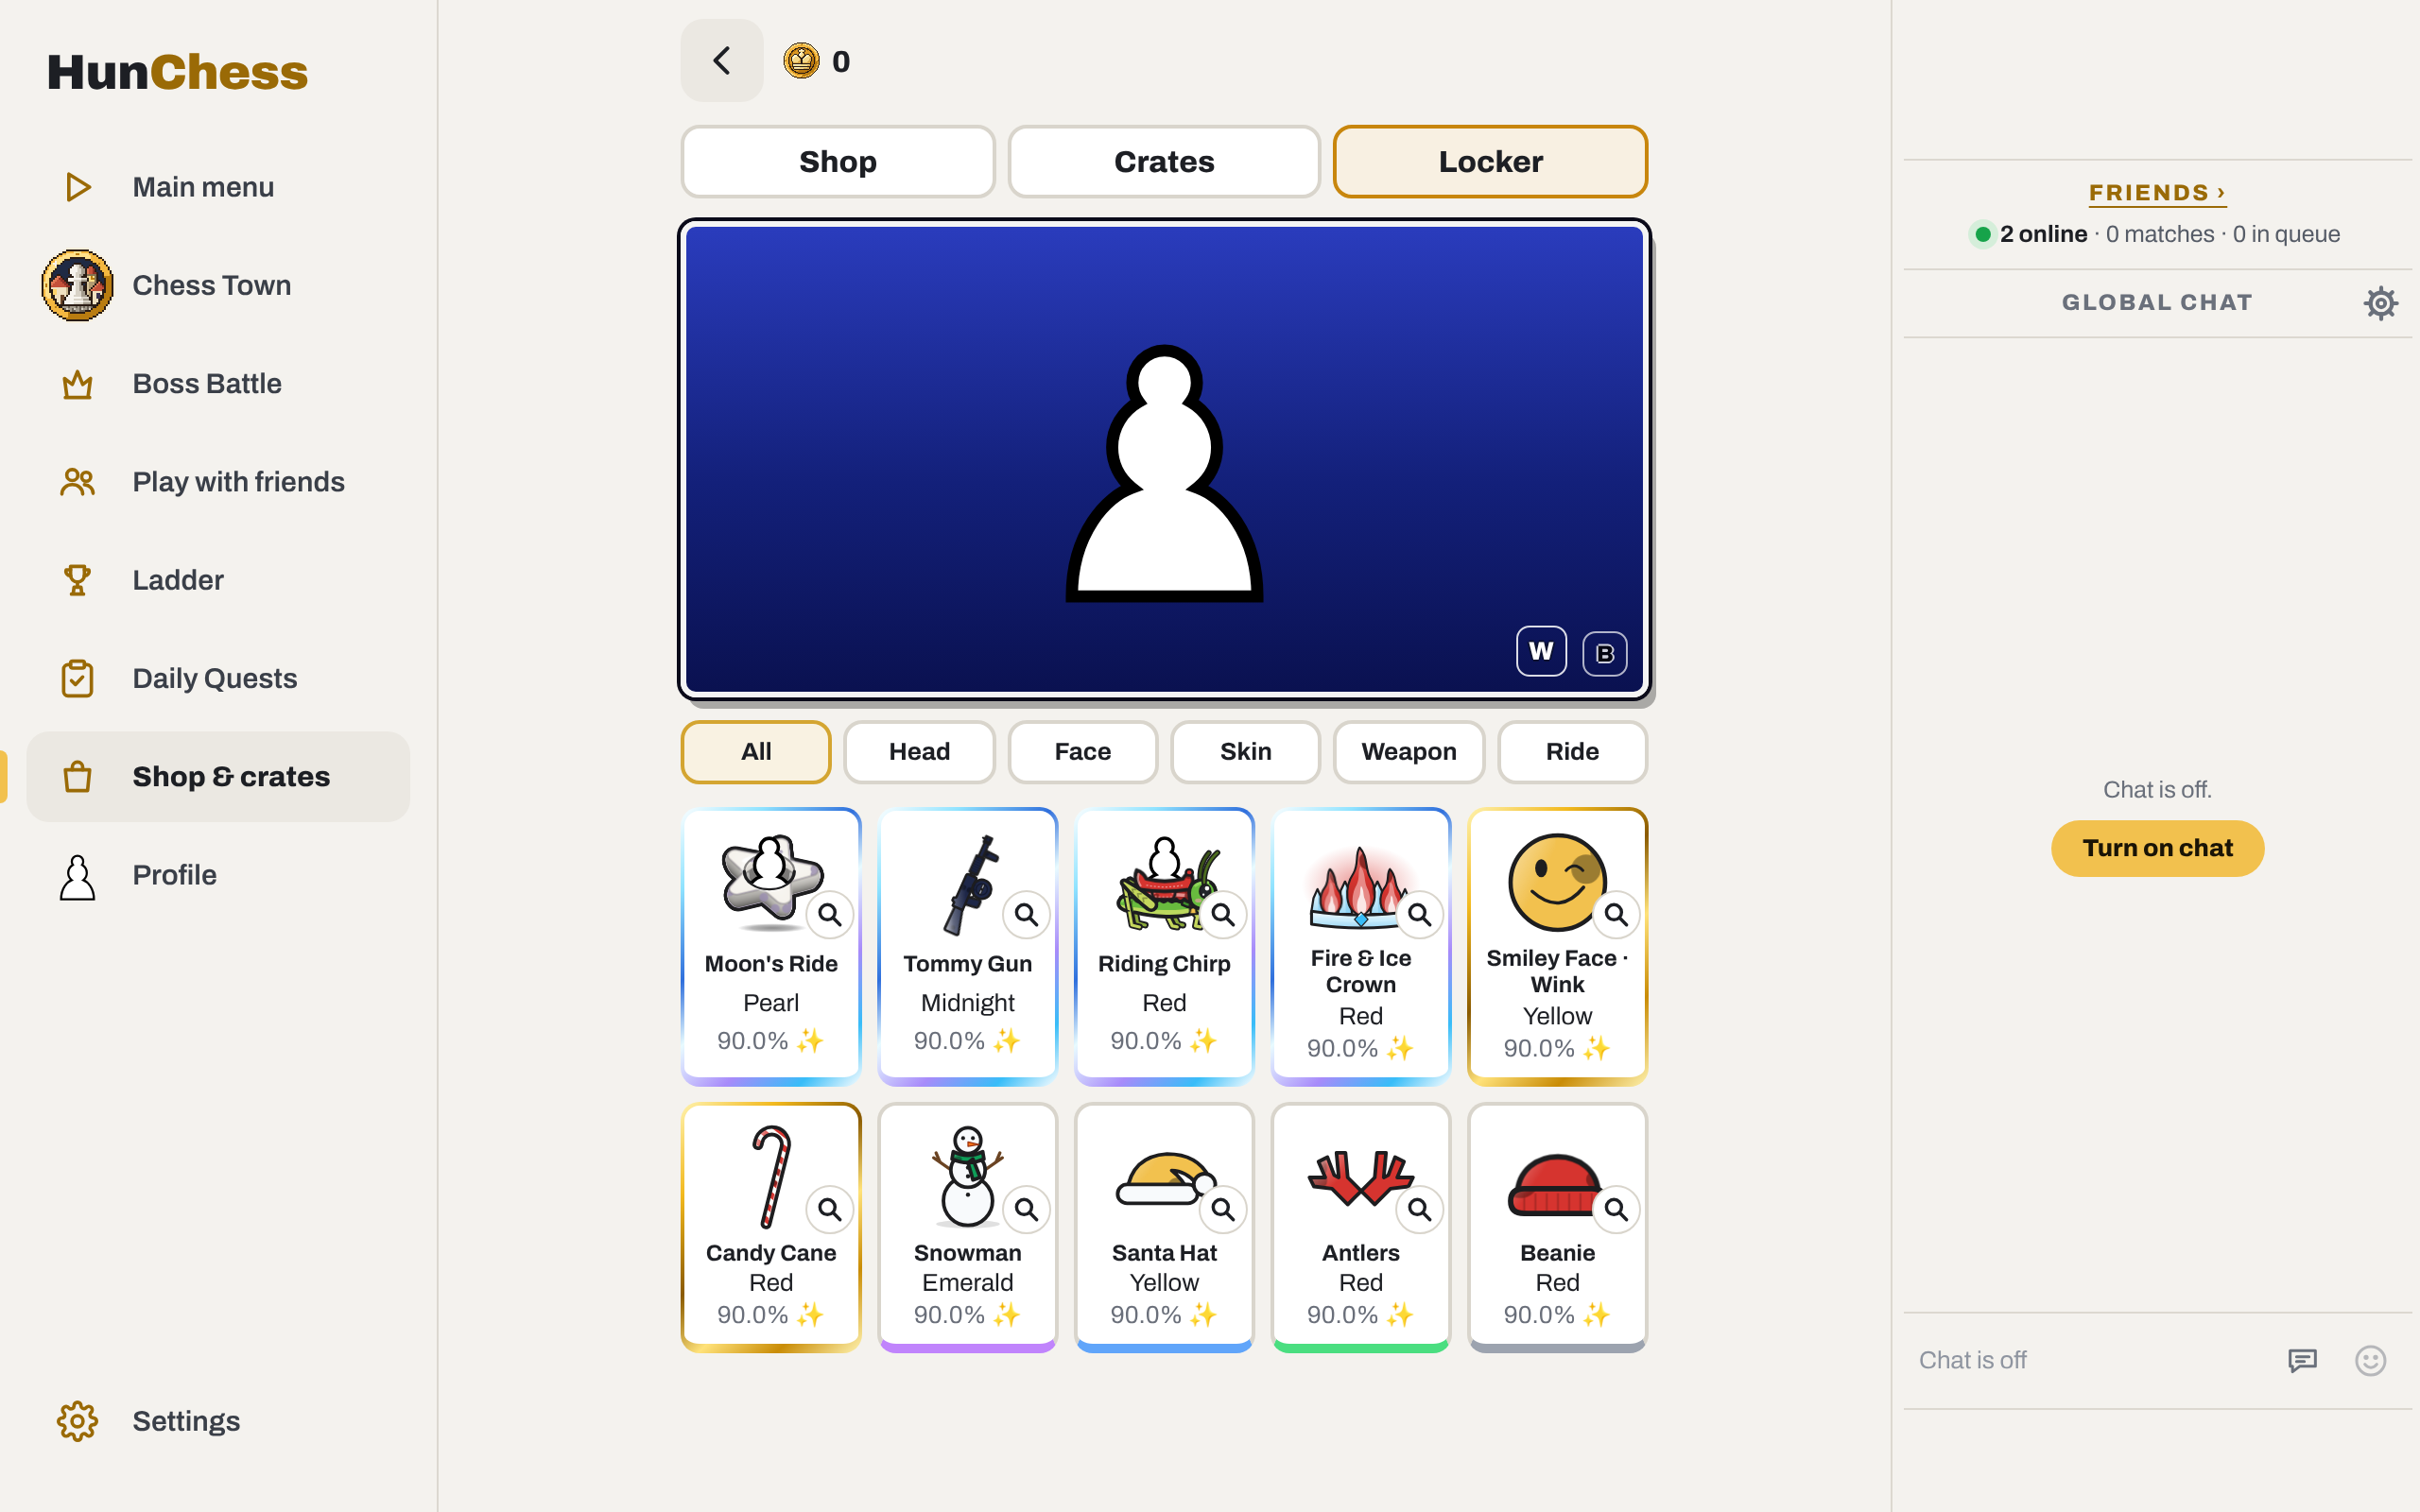 HunChess
Main menu
Chess Town
Boss Battle
Play with friends
Ladder
Daily Quests
Shop & crates
Profile
Settings
0
Shop
Crates
Locker
W
B
All
Head
Face
Skin
Weapon
Ride
Moon's Ride
Pearl
90.0% ✨
Tommy Gun
Midnight
90.0% ✨
Riding Chirp
Red
90.0% ✨
Fire & Ice
Crown
Red
90.0% ✨
Smiley Face ·
Wink
Yellow
90.0% ✨
Candy Cane
Red
90.0% ✨
Snowman
Emerald
90.0% ✨
Santa Hat
Yellow
90.0% ✨
Antlers
Red
90.0% ✨
Beanie
Red
90.0% ✨
FRIENDS ›
2 online · 0 matches · 0 in queue
GLOBAL CHAT
Chat is off.
Turn on chat
Chat is off